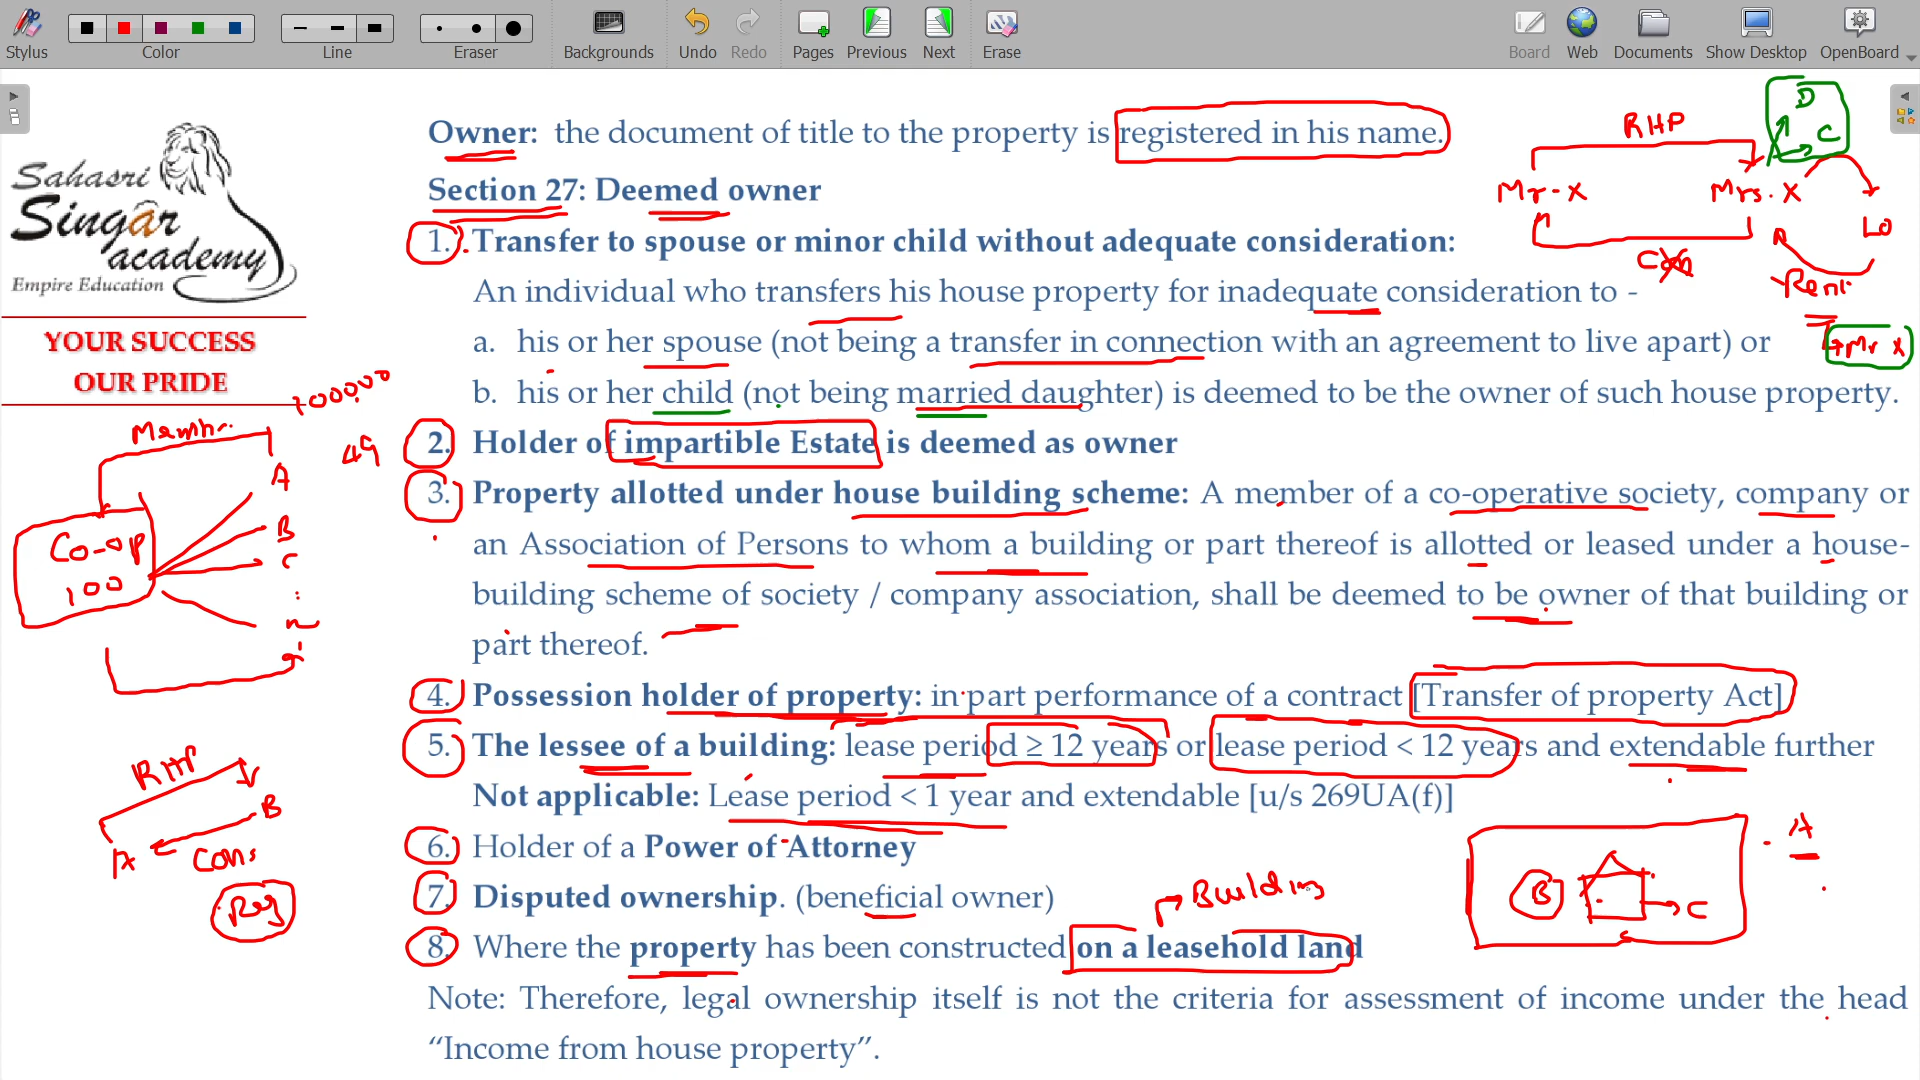 Stylus
Color
Line
Eraser
Backgrounds
Undo
Redo
Pages
Previous
Next
Erase
Board
Web
Documents
Show Desktop
OpenBoard
Sahasri
Singār
academy
Empire Education
YOUR SUCCESS
OUR PRIDE
Owner: the document of title to the property is registered in his name.
Section 27: Deemed owner
1. Transfer to spouse or minor child without adequate consideration:
An individual who transfers his house property for inadequate consideration to -
a. his or her spouse (not being a transfer in connection with an agreement to live apart) or
b. his or her child (not being married daughter) is deemed to be the owner of such house property.
2. Holder of impartible Estate is deemed as owner
3. Property allotted under house building scheme: A member of a co-operative society, company or
an Association of Persons to whom a building or part thereof is allotted or leased under a house-
building scheme of society / company association, shall be deemed to be owner of that building or
part thereof.
4. Possession holder of property: in part performance of a contract [Transfer of property Act]
5. The lessee of a building: lease period ≥ 12 years or lease period < 12 years and extendable further
Not applicable: Lease period < 1 year and extendable [u/s 269UA(f)]
6. Holder of a Power of Attorney
7. Disputed ownership. (beneficial owner)
8. Where the property has been constructed on a leasehold land
Note: Therefore, legal ownership itself is not the criteria for assessment of income under the head
“Income from house property”.
RHP
D
C
Mr-X
Mrs. X
LO
Rent
Mr X
49
A
Co-op
100
B
C
n
RHP
B
A
Cons
Reg
Building
A
B
C